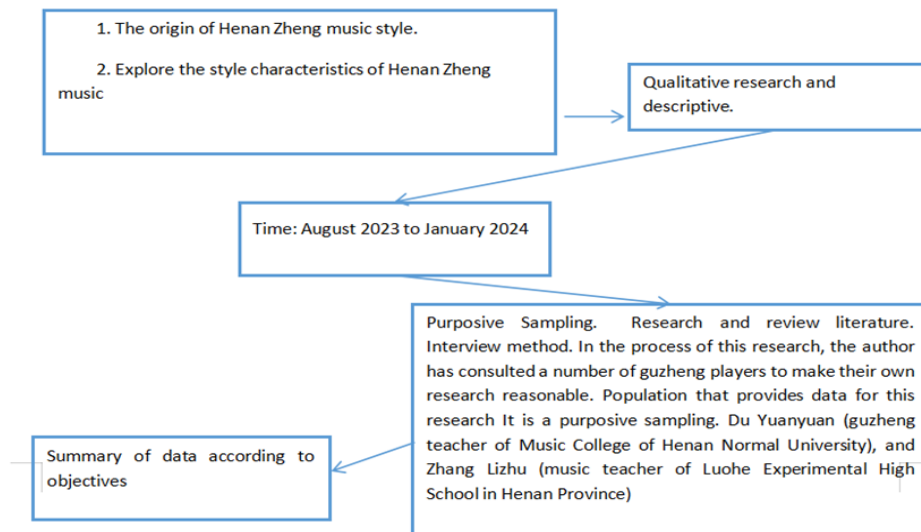 1. The origin of Henan Zheng music style.
2. Explore the style characteristics of Henan Zheng
music
Qualitative research and
descriptive.
Time: August 2023 to January 2024
Purposive Sampling. Research and review literature.
Interview method. In the process of this research, the author
has consulted a number of guzheng players to make their own
research reasonable. Population that provides data for this
research It is a purposive sampling. Du Yuanyuan (guzheng
teacher of Music College of Henan Normal University), and
Zhang Lizhu (music teacher of Luohe Experimental High
School in Henan Province)
Summary of data according to
objectives